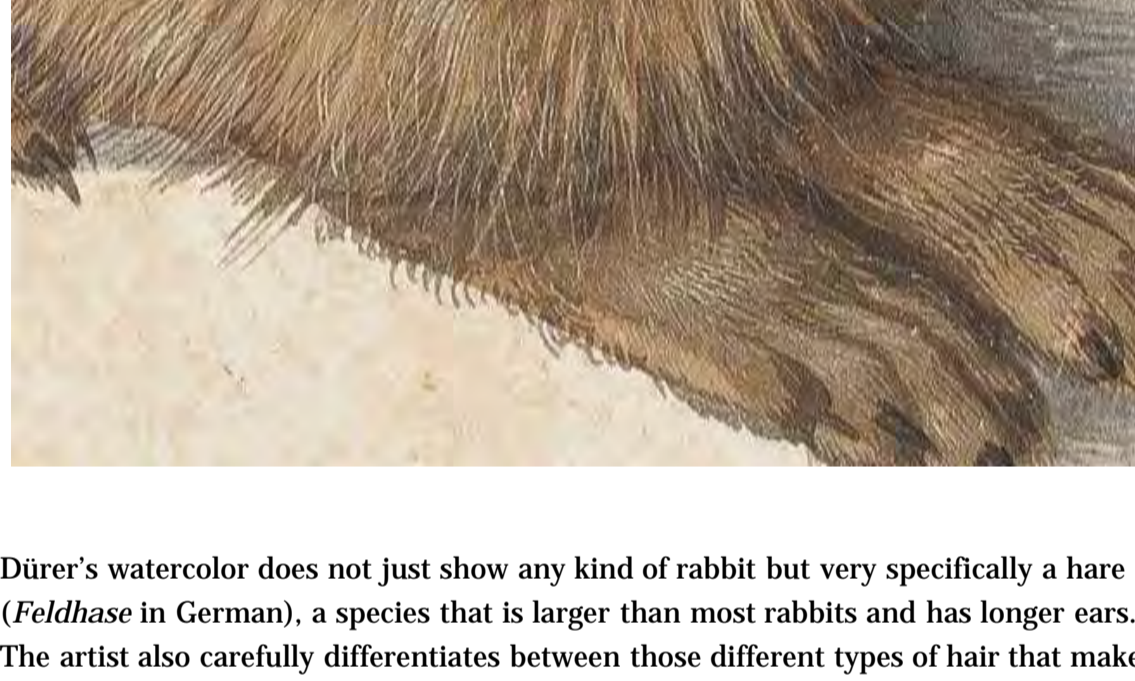 Dürer’s watercolor does not just show any kind of rabbit but very specifically a hare
(Feldhase in German), a species that is larger than most rabbits and has longer ears.
The artist also carefully differentiates between those different types of hair that make